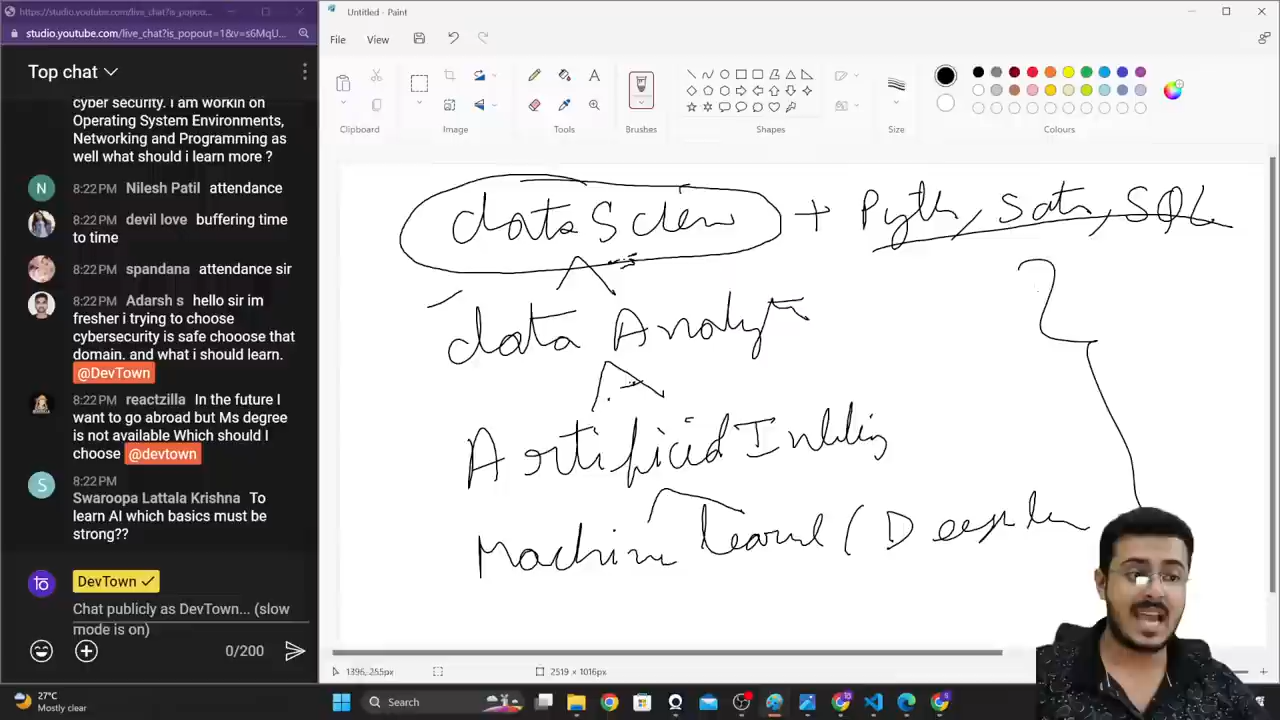 https://studio.youtube.com/live_chat?is_popout=1&v=s6MqU...
studio.youtube.com/live_chat?is_popout=1&v=s6MqU...
Top chat
cyber security. I am workin on
Operating System Environments,
Networking and Programming as
well what should i learn more ?
8:22 PM Nilesh Patil attendance
8:22 PM devil love buffering time
to time
8:22 PM spandana attendance sir
8:22 PM Adarsh s hello sir im
fresher i trying to choose
cybersecurity is safe chooose that
domain. and what i should learn.
@DevTown
8:22 PM reactzilla In the future I
want to go abroad but Ms degree
is not available Which should I
choose @devtown
8:22 PM
Swaroopa Lattala Krishna To
learn AI which basics must be
strong??
DevTown
Chat publicly as DevTown... (slow
mode is on)
0/200
Untitled - Paint
File View
Clipboard Image Tools Brushes Shapes Size Colours
data Scien + Pyth, Satn, SQL
data Analyt
Artificial Intellig
Machine Learn ( Deep Le
1396, 255px
2519 × 1016px
27°C
Mostly clear
Search